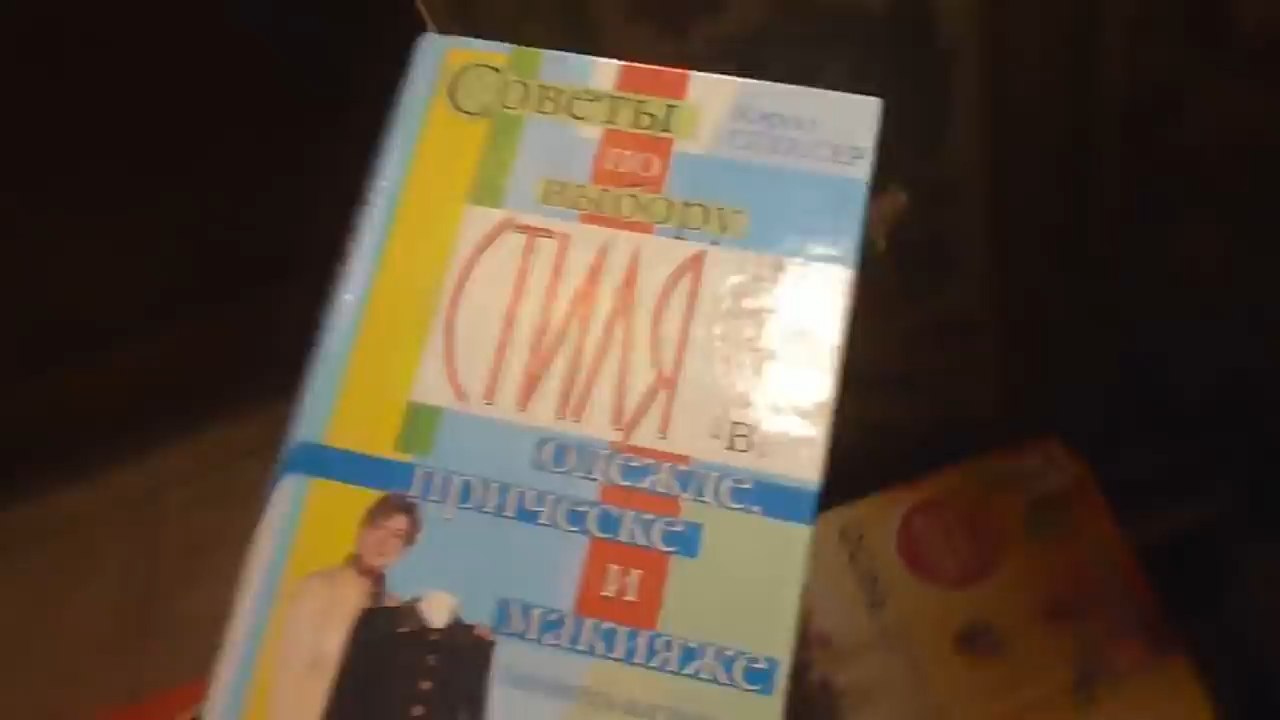 Советы
по
выбору
СТИЛЯ
в
одежде,
прическе
и
макияже